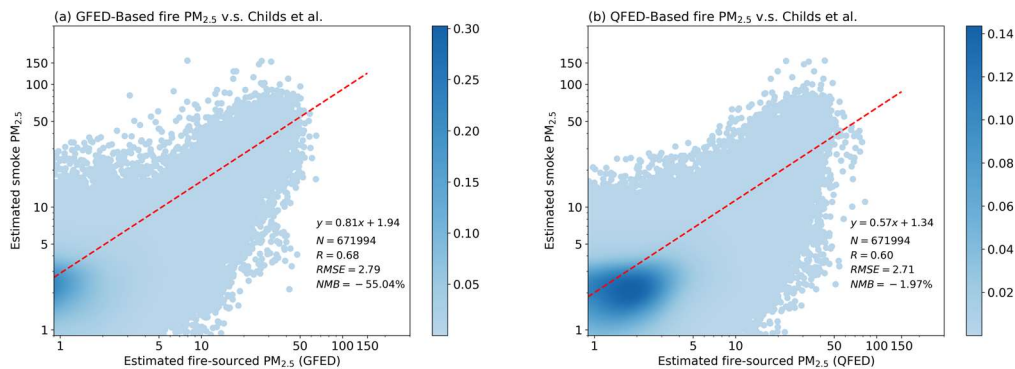 (a) GFED-Based fire PM2.5 v.s. Childs et al.
Estimated smoke PM2.5
150
100
50
10
5
1
1
5
10
50
100
150
Estimated fire-sourced PM2.5 (GFED)
y = 0.81x + 1.94
N = 671994
R = 0.68
RMSE = 2.79
NMB = −55.04%
0.30
0.25
0.20
0.15
0.10
0.05
(b) QFED-Based fire PM2.5 v.s. Childs et al.
Estimated smoke PM2.5
150
100
50
10
5
1
1
5
10
50
100
150
Estimated fire-sourced PM2.5 (QFED)
y = 0.57x + 1.34
N = 671994
R = 0.60
RMSE = 2.71
NMB = −1.97%
0.14
0.12
0.10
0.08
0.06
0.04
0.02